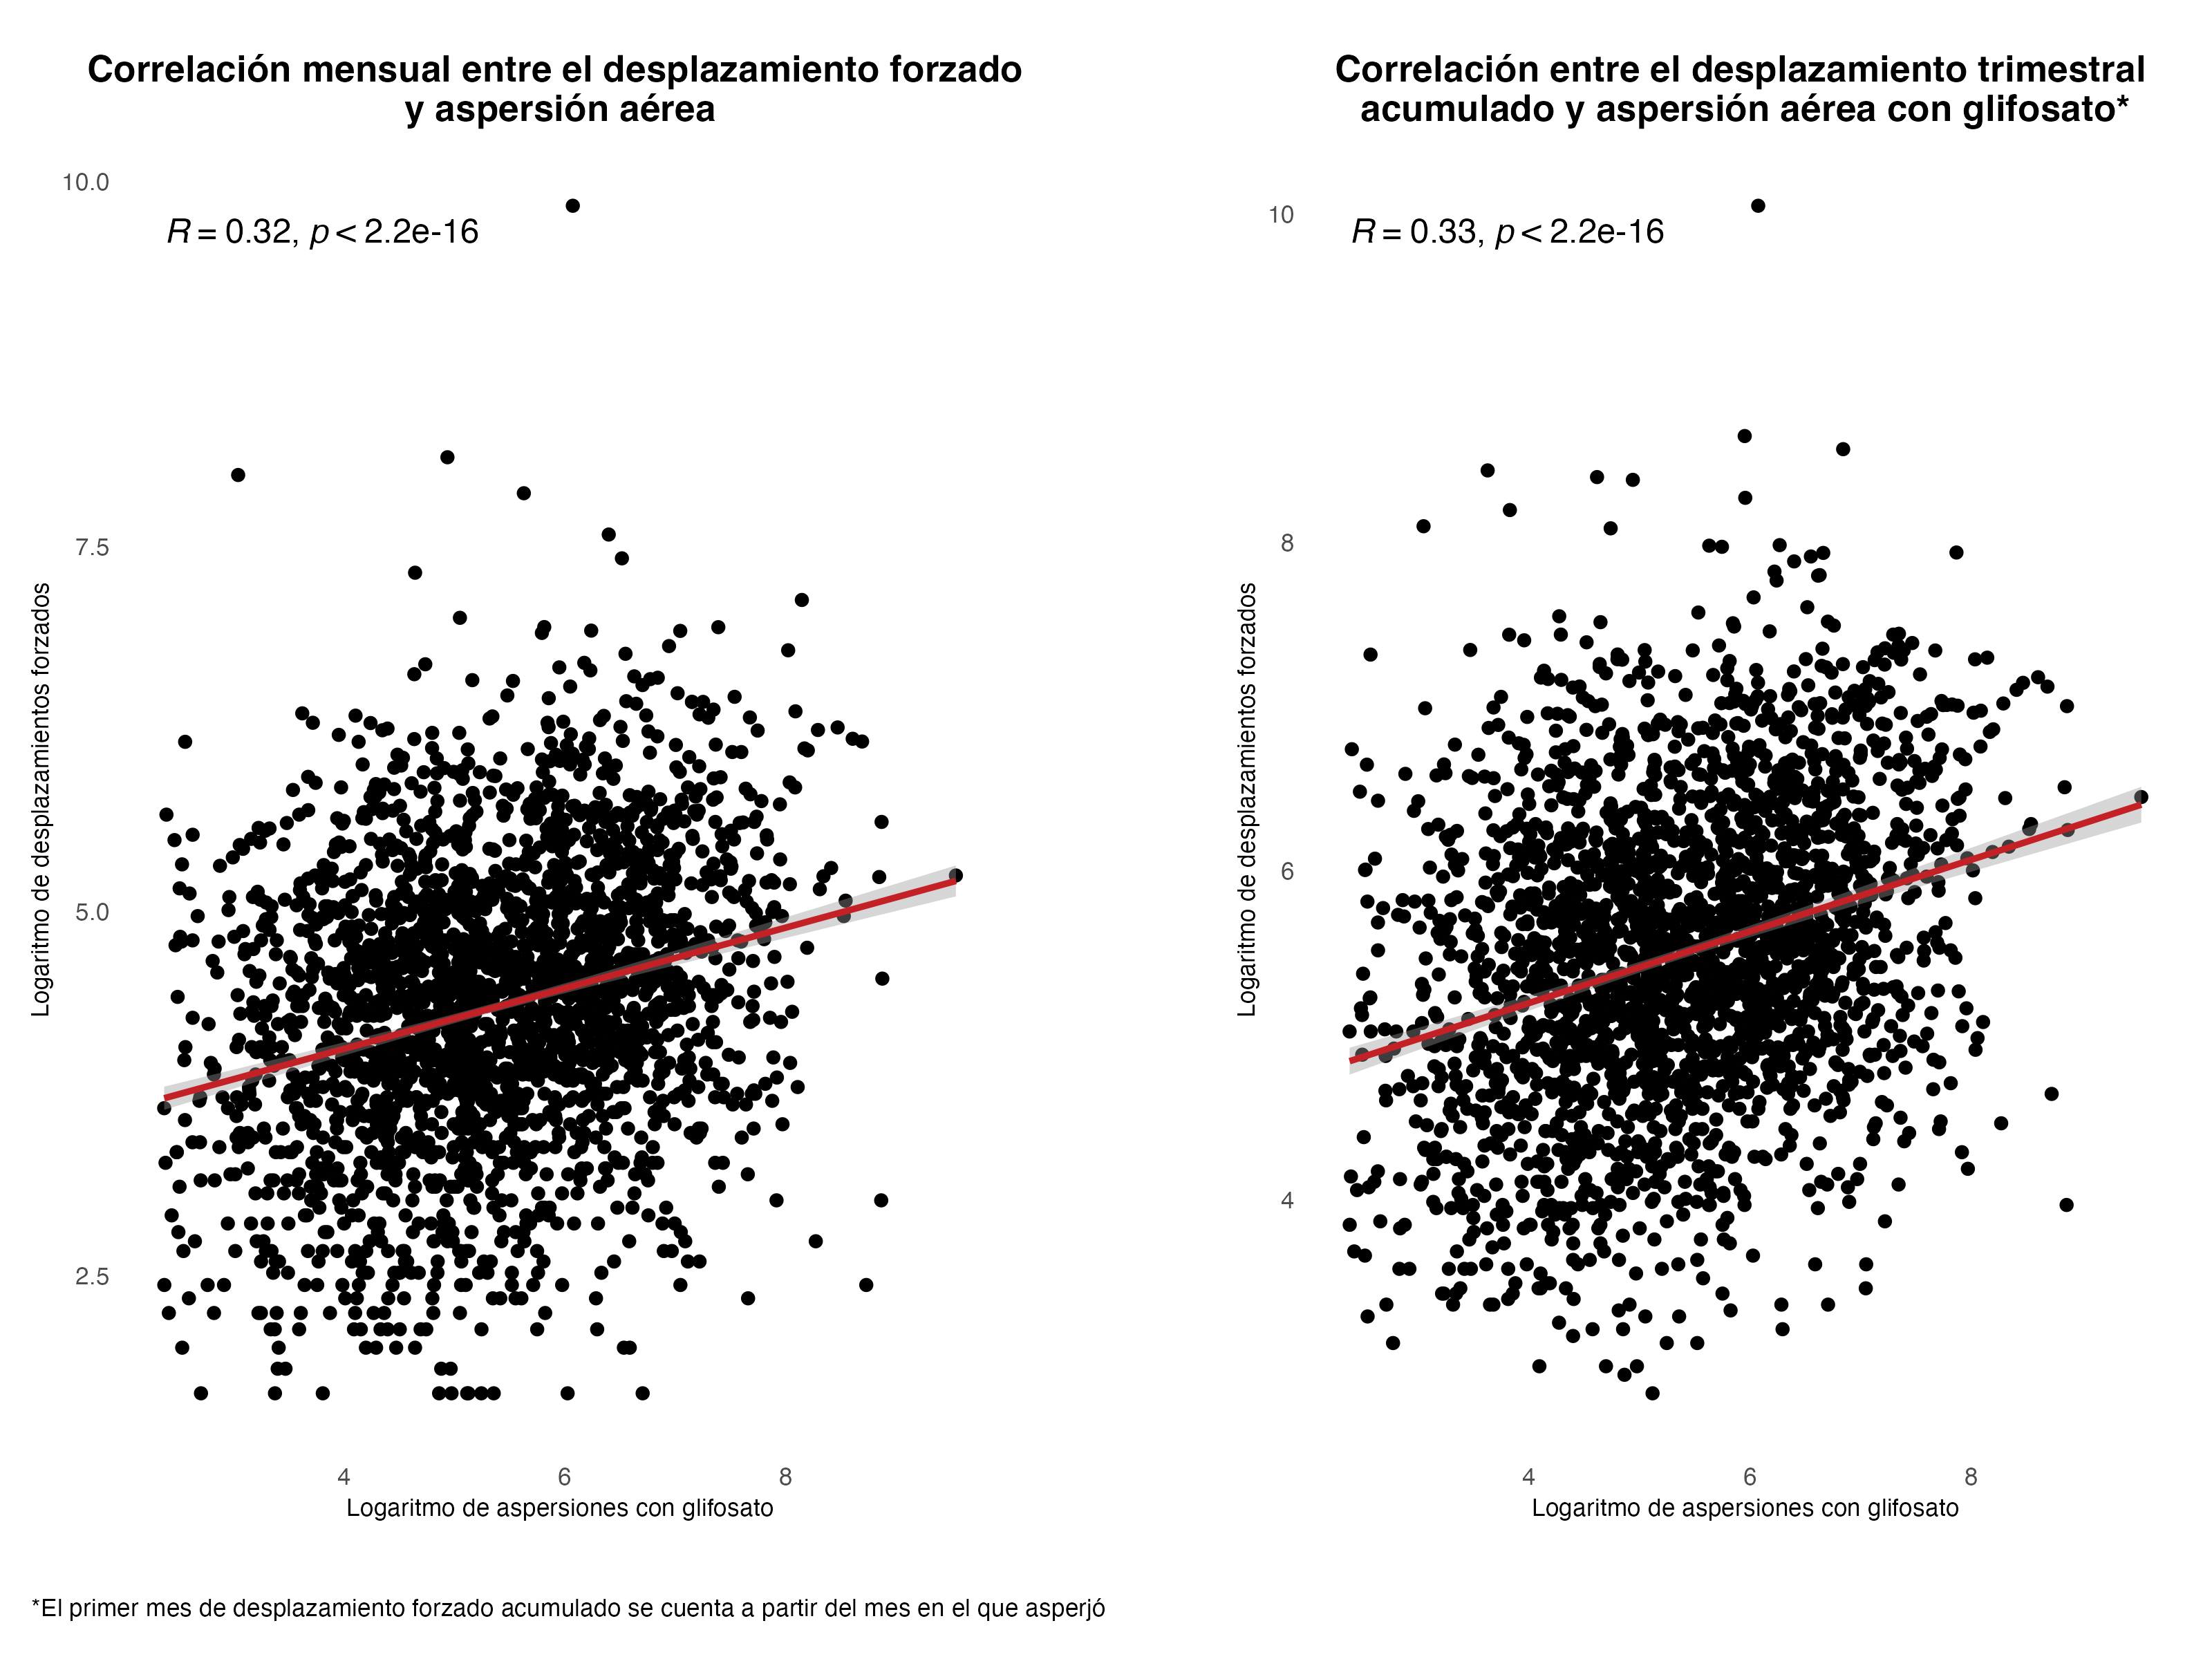 Correlación mensual entre el desplazamiento forzado
y aspersión aérea
R = 0.32, p < 2.2e-16
10.0
7.5
5.0
2.5
Logaritmo de desplazamientos forzados
4 6 8
Logaritmo de aspersiones con glifosato
Correlación entre el desplazamiento trimestral
acumulado y aspersión aérea con glifosato*
R = 0.33, p < 2.2e-16
10
8
6
4
Logaritmo de desplazamientos forzados
4 6 8
Logaritmo de aspersiones con glifosato
*El primer mes de desplazamiento forzado acumulado se cuenta a partir del mes en el que asperjó